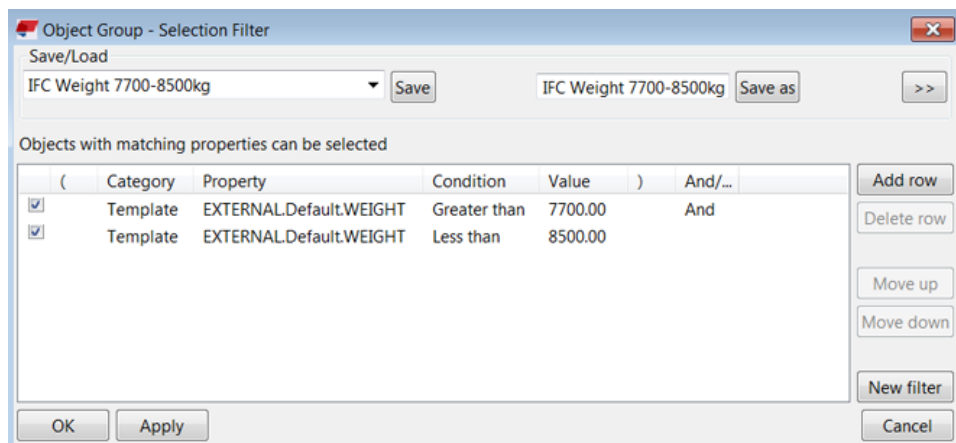 Object Group - Selection Filter
Save/Load
IFC Weight 7700-8500kg Save IFC Weight 7700-8500kg Save as >>
Objects with matching properties can be selected
( Category Property Condition Value ) And/...
Template EXTERNAL.Default.WEIGHT Greater than 7700.00 And
Template EXTERNAL.Default.WEIGHT Less than 8500.00
Add row
Delete row
Move up
Move down
New filter
OK Apply Cancel